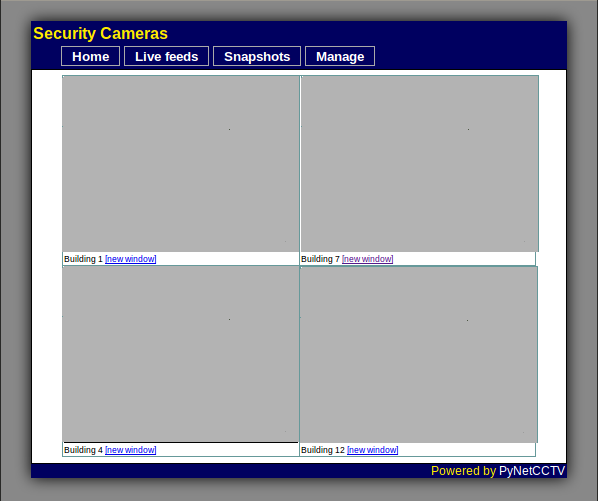 Security Cameras
Home Live feeds Snapshots Manage
Building 1 [new window] Building 7 [new window]
Building 4 [new window] Building 12 [new window]
Powered by PyNetCCTV